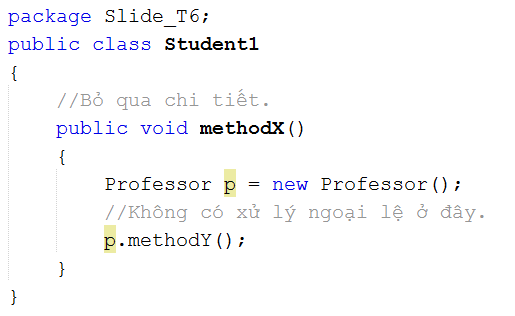 package Slide_T6;
public class Student1
{
//Bỏ qua chi tiết.
public void methodX()
{
Professor p = new Professor();
//Không có xử lý ngoại lệ ở đây.
p.methodY();
}
}